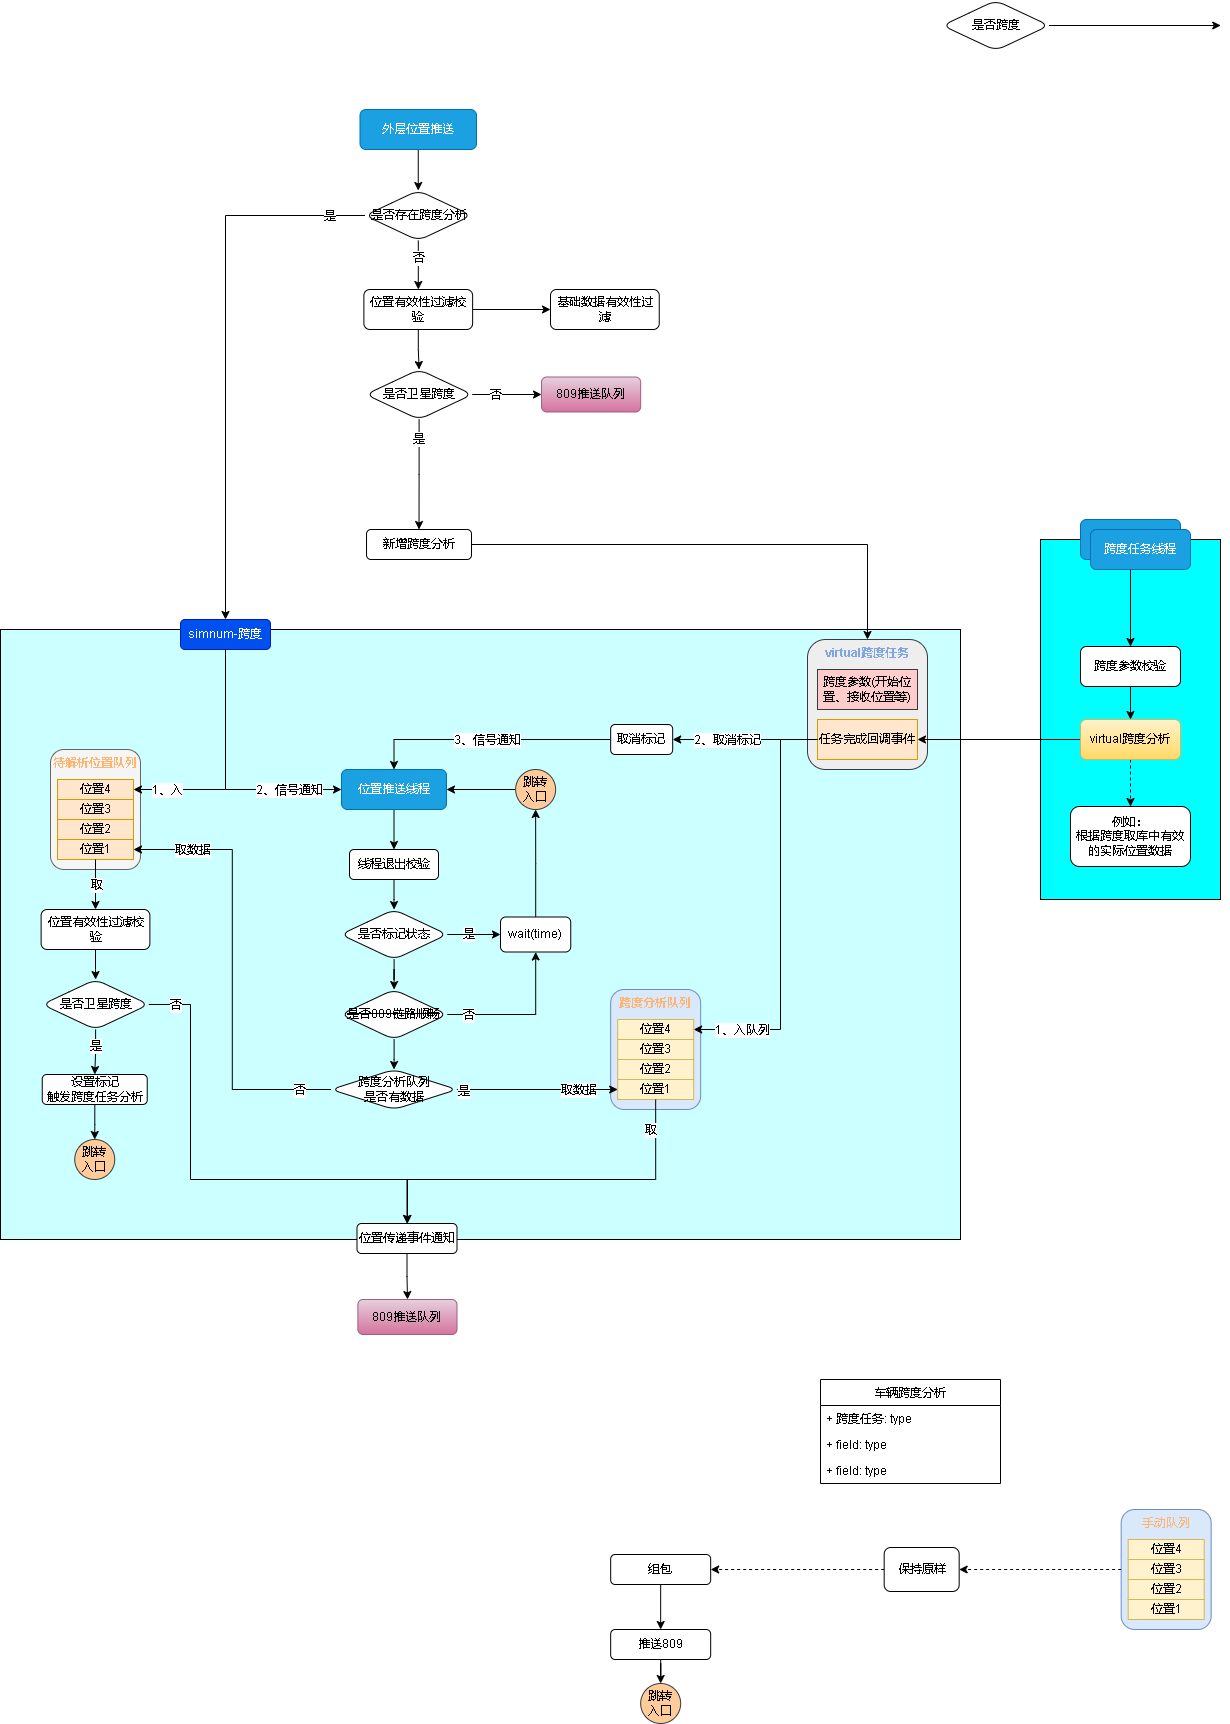 是否跨度
外层位置推送
是否存在跨度分析
是
否
位置有效性过滤校
验
基础数据有效性过
滤
是否卫星跨度
否
809推送队列
是
新增跨度分析
跨度任务线程
跨度参数校验
virtual跨度分析
例如：
根据跨度取库中有效
的实际位置数据
simnum-跨度
virtual跨度任务
跨度参数(开始位
置、接收位置等)
任务完成回调事件
2、取消标记
取消标记
3、信号通知
待解析位置队列
位置4
位置3
位置2
位置1
1、入
2、信号通知
位置推送线程
跳转
入口
取数据
线程退出校验
取
位置有效性过滤校
验
是否标记状态
是
wait(time)
是否卫星跨度
否
是否009链路顺畅
否
跨度分析队列
位置4
位置3
位置2
位置1
1、入队列
是
设置标记
触发跨度任务分析
否
跨度分析队列
是否有数据
是
取数据
取
跳转
入口
位置传递事件通知
809推送队列
车辆跨度分析
+ 跨度任务: type
+ field: type
+ field: type
手动队列
位置4
位置3
位置2
位置1
保持原样
组包
推送809
跳转
入口